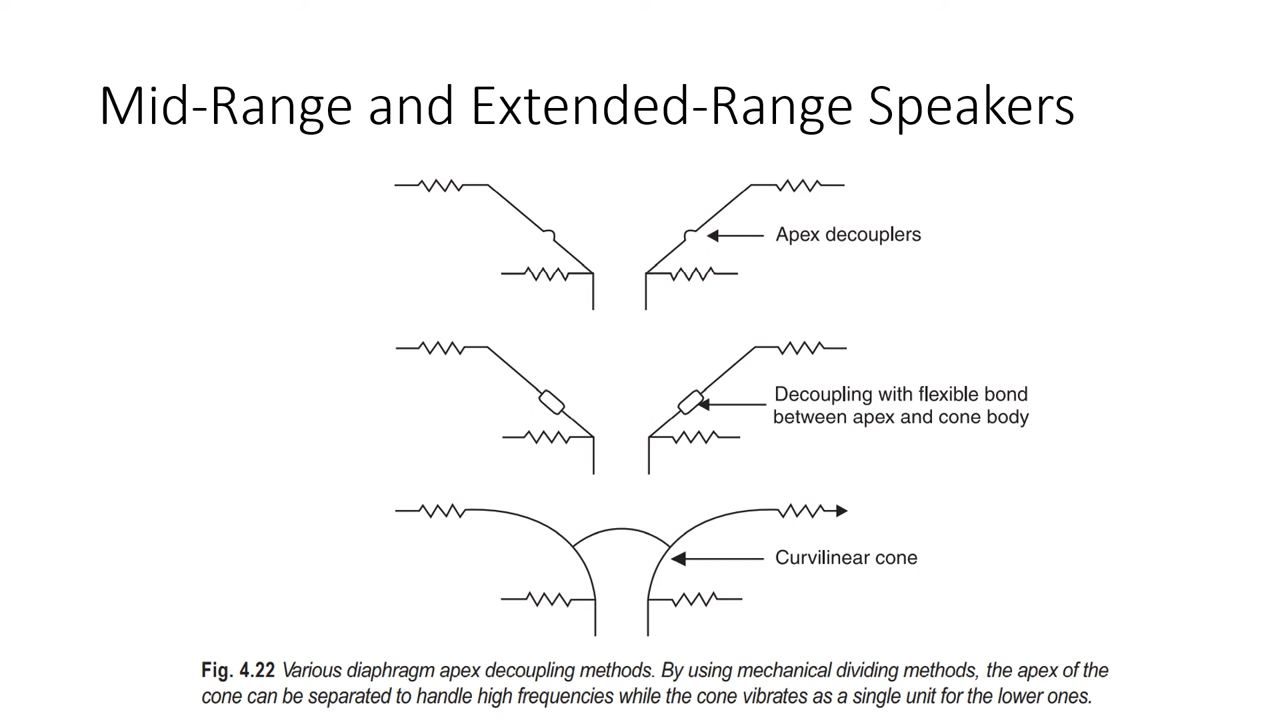 Mid-Range and Extended-Range Speakers
Apex decouplers
Decoupling with flexible bond
between apex and cone body
Curvilinear cone
Fig. 4.22 Various diaphragm apex decoupling methods. By using mechanical dividing methods, the apex of the
cone can be separated to handle high frequencies while the cone vibrates as a single unit for the lower ones.